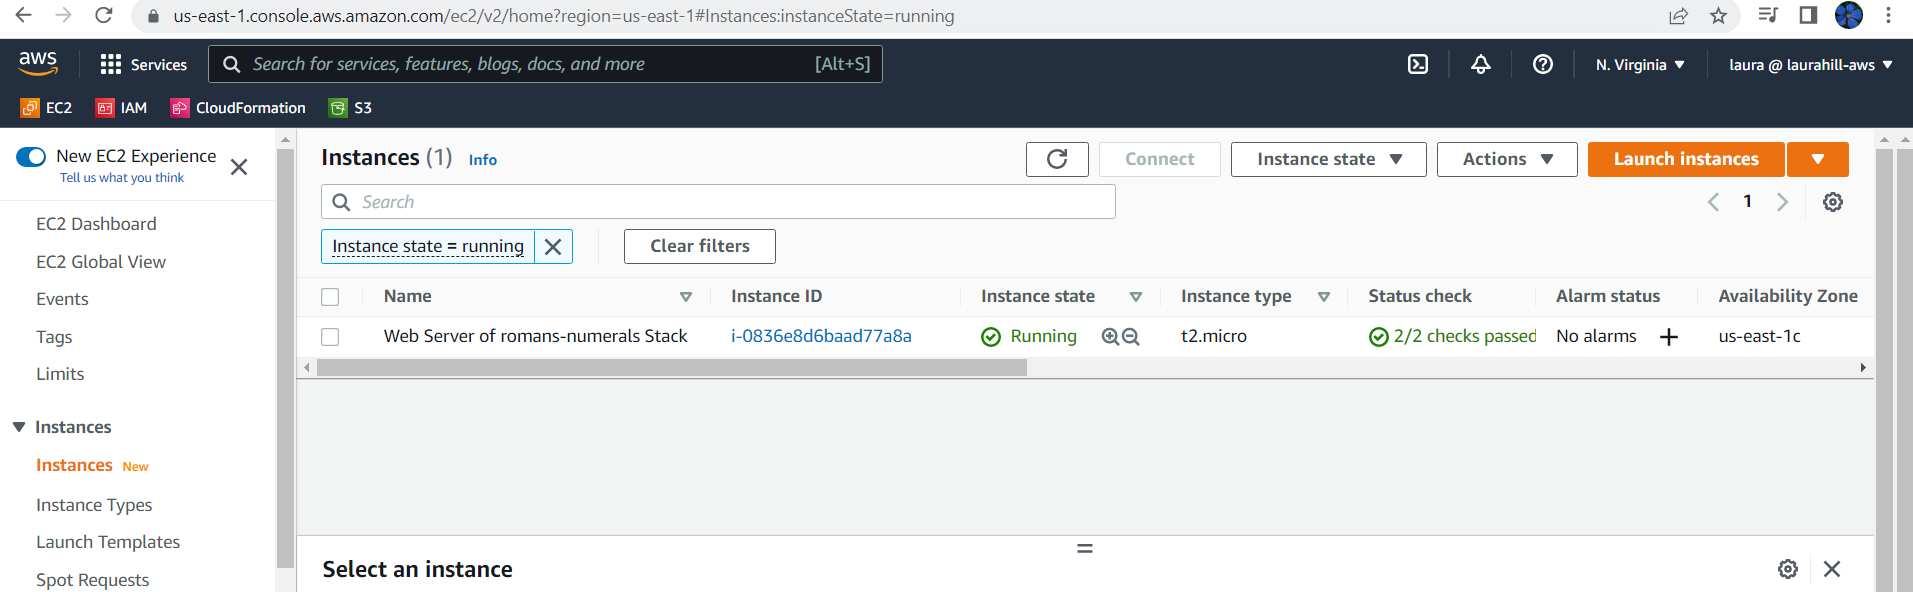 us-east-1.console.aws.amazon.com/ec2/v2/home?region=us-east-1#Instances:instanceState=running
aws
Services
Search for services, features, blogs, docs, and more [Alt+S]
N. Virginia
laura @ laurahill-aws
EC2 IAM CloudFormation S3
New EC2 Experience
Tell us what you think
EC2 Dashboard
EC2 Global View
Events
Tags
Limits
Instances
Instances New
Instance Types
Launch Templates
Spot Requests
Instances (1) Info
Connect
Instance state
Actions
Launch instances
Search
1
Instance state = running
Clear filters
Name Instance ID Instance state Instance type Status check Alarm status Availability Zone
Web Server of romans-numerals Stack i-0836e8d6baad77a8a Running t2.micro 2/2 checks passed No alarms + us-east-1c
Select an instance